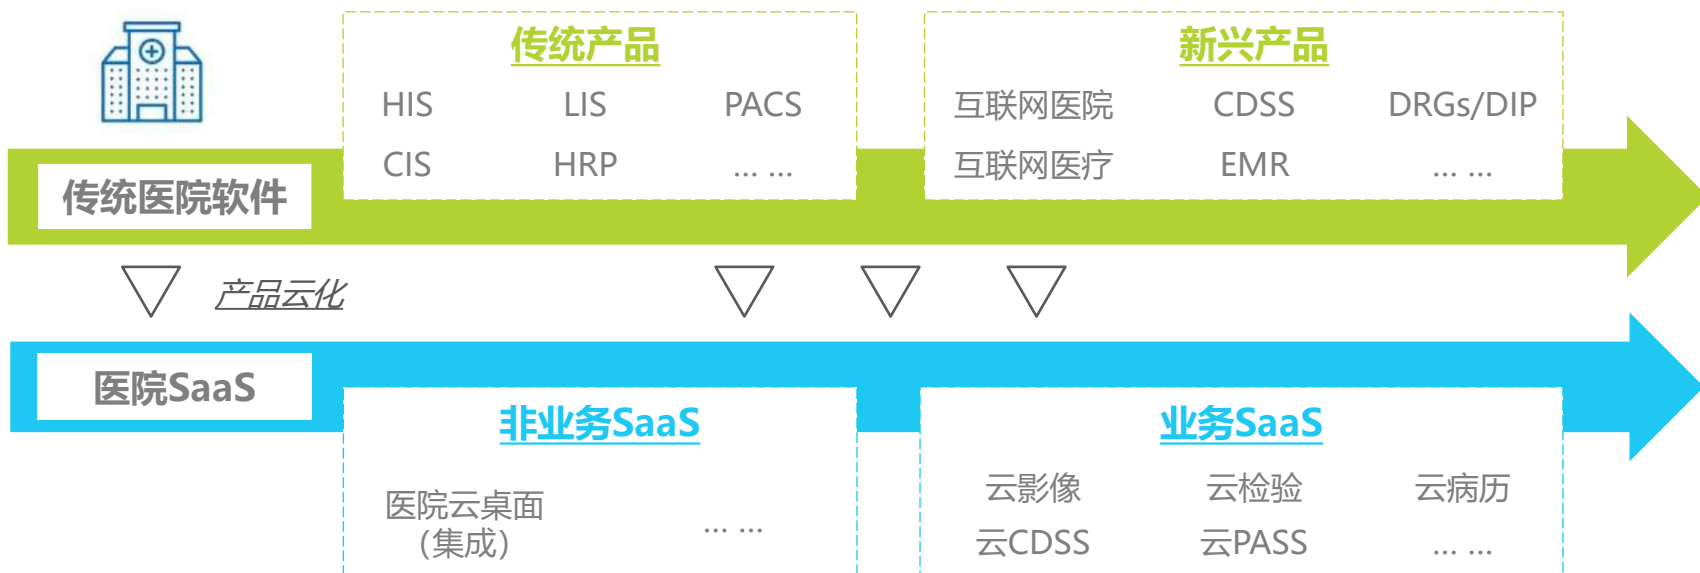 传统产品
HIS LIS PACS
CIS HRP ... ...
新兴产品
互联网医院 CDSS DRGs/DIP
互联网医疗 EMR ... ...
传统医院软件
产品云化
医院SaaS
非业务SaaS
医院云桌面
（集成）
... ...
业务SaaS
云影像 云检验 云病历
云CDSS 云PASS ... ...